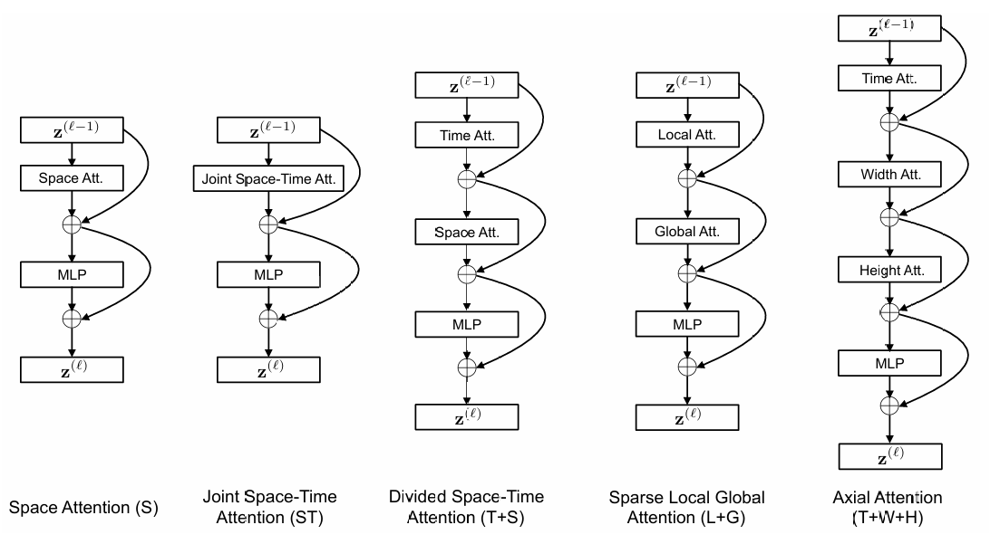 z^(ℓ−1)
Space Att.
MLP
z^(ℓ)
Space Attention (S)
z^(ℓ−1)
Joint Space-Time Att.
MLP
z^(ℓ)
Joint Space-Time
Attention (ST)
z^(ℓ−1)
Time Att.
Space Att.
MLP
z^(ℓ)
Divided Space-Time
Attention (T+S)
z^(ℓ−1)
Local Att.
Global Att.
MLP
z^(ℓ)
Sparse Local Global
Attention (L+G)
z^(ℓ−1)
Time Att.
Width Att.
Height Att.
MLP
z^(ℓ)
Axial Attention
(T+W+H)